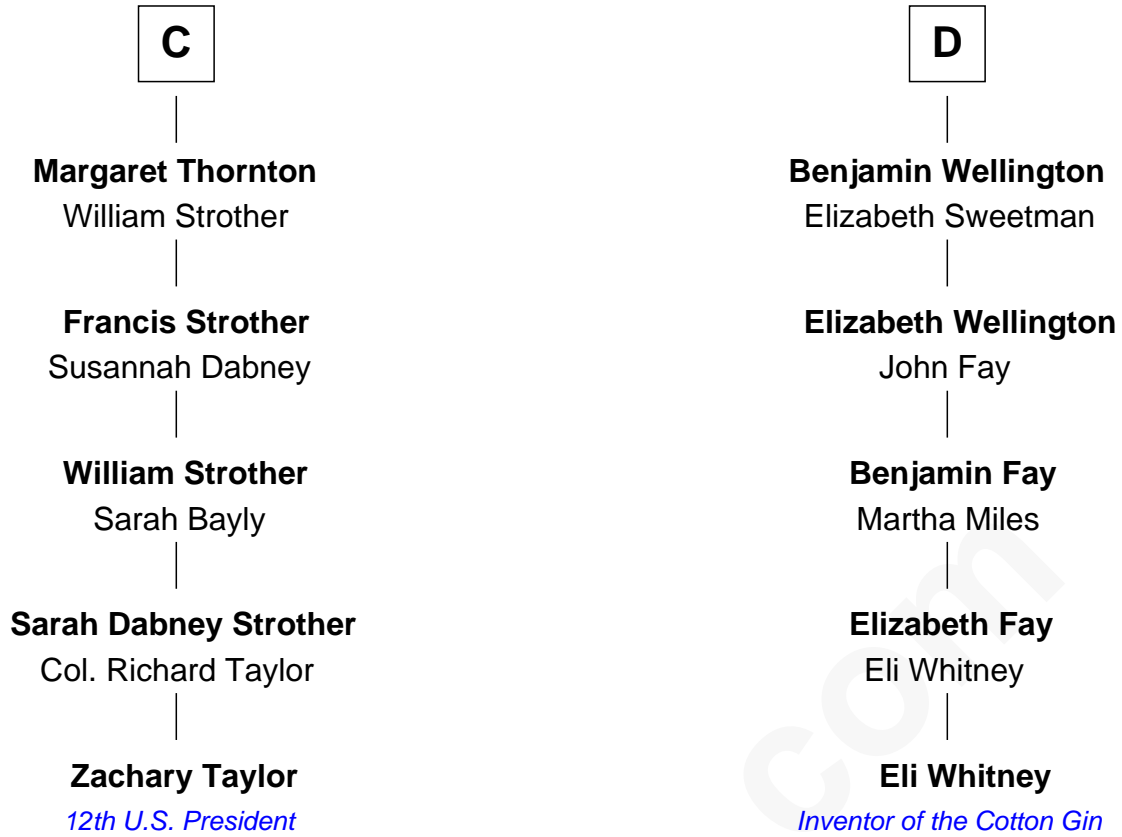 C
Margaret Thornton
William Strother
Francis Strother
Susannah Dabney
William Strother
Sarah Bayly
Sarah Dabney Strother
Col. Richard Taylor
Zachary Taylor
12th U.S. President
D
Benjamin Wellington
Elizabeth Sweetman
Elizabeth Wellington
John Fay
Benjamin Fay
Martha Miles
Elizabeth Fay
Eli Whitney
Eli Whitney
Inventor of the Cotton Gin
com